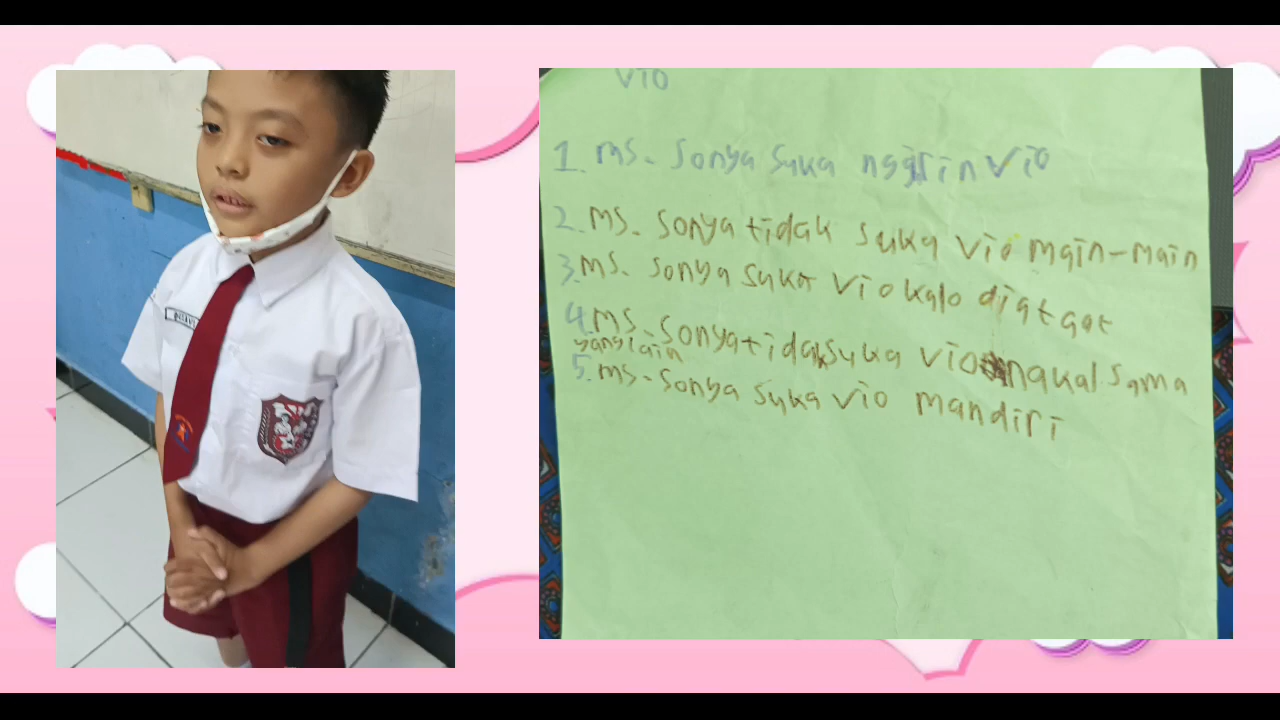 vio
1. ms. Sonya suka ngajrin vio
2. ms. sonya tidak suka vio main-main
3. ms. sonya suka vio kalo diatgat
4. ms. sonya tidak suka vio nakal sama
yang lain
5. ms. sonya suka vio mandiri